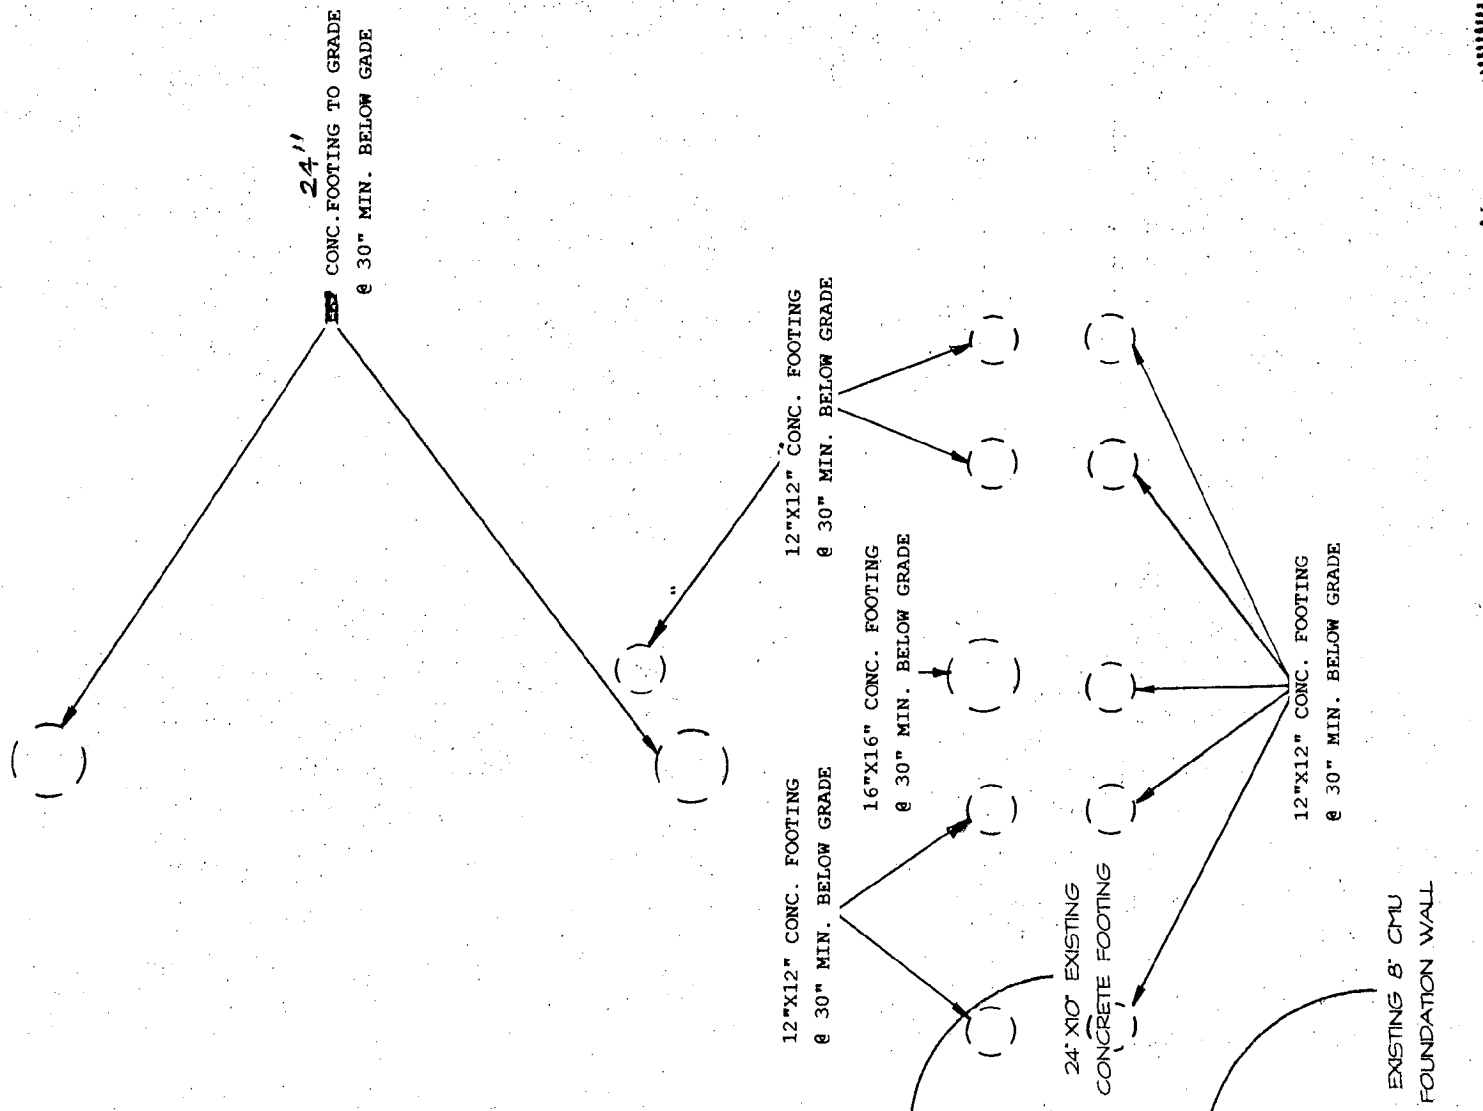 24"
CONC.FOOTING TO GRADE
@ 30" MIN. BELOW GADE
12"X12" CONC. FOOTING
@ 30" MIN. BELOW GRADE
16"X16" CONC. FOOTING
@ 30" MIN. BELOW GRADE
12"X12" CONC. FOOTING
@ 30" MIN. BELOW GRADE
24" X10" EXISTING
CONCRETE FOOTING
12"X12" CONC. FOOTING
@ 30" MIN. BELOW GRADE
EXISTING 8" CMU
FOUNDATION WALL